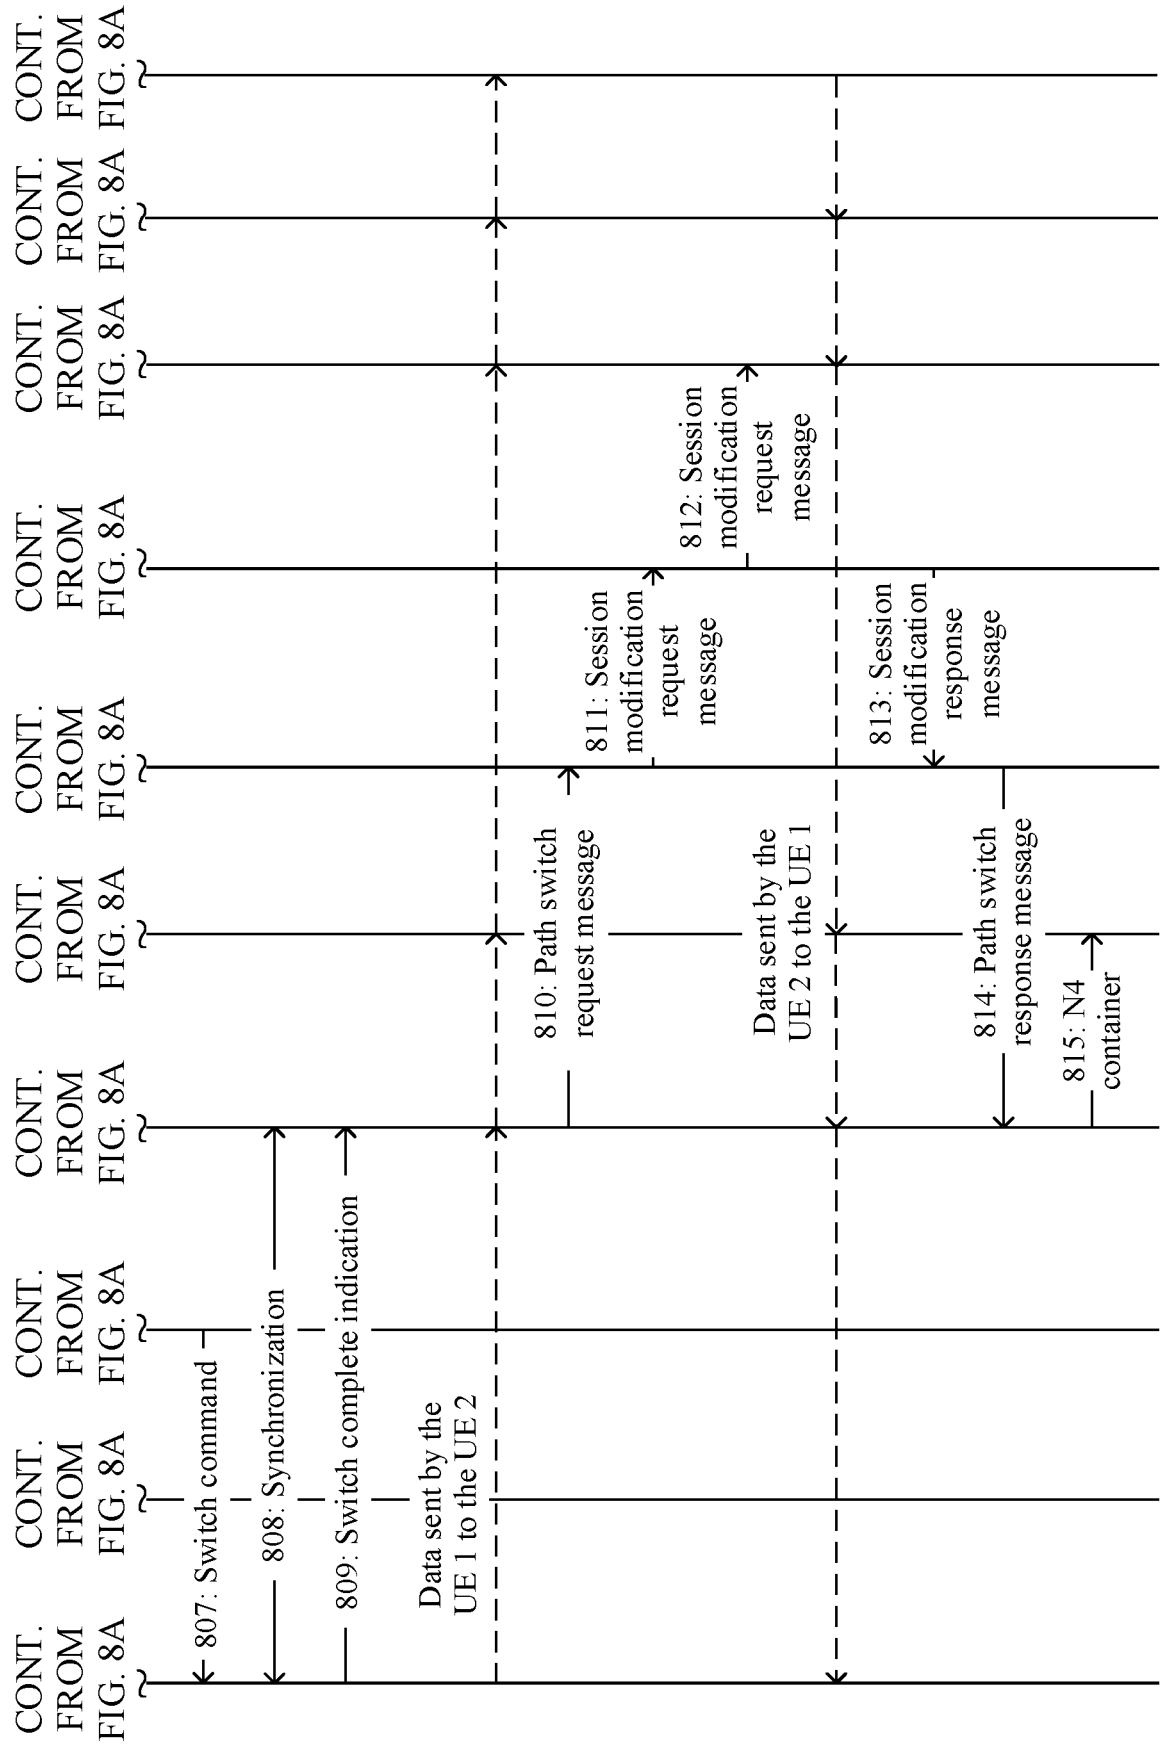 CONT.
FROM
FIG. 8A
CONT.
FROM
FIG. 8A
CONT.
FROM
FIG. 8A
CONT.
FROM
FIG. 8A
CONT.
FROM
FIG. 8A
CONT.
FROM
FIG. 8A
CONT.
FROM
FIG. 8A
CONT.
FROM
FIG. 8A
CONT.
FROM
FIG. 8A
CONT.
FROM
FIG. 8A
807: Switch command
808: Synchronization
809: Switch complete indication
Data sent by the
UE 1 to the UE 2
810: Path switch
request message
811: Session
modification
request
message
812: Session
modification
request
message
Data sent by the
UE 2 to the UE 1
813: Session
modification
response
message
814: Path switch
response message
815: N4
container